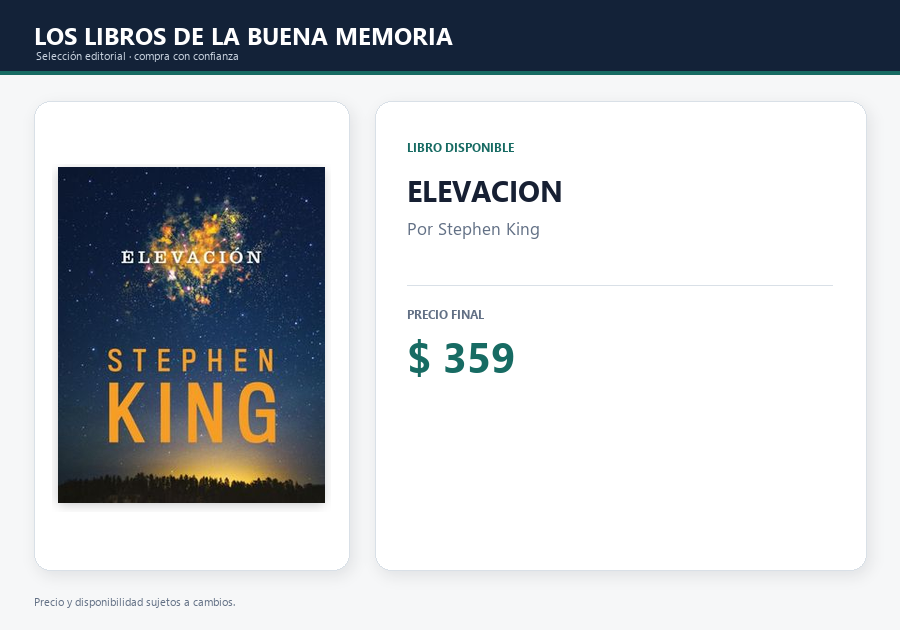 LOS LIBROS DE LA BUENA MEMORIA
Selección editorial · compra con confianza
ELEVACIÓN
STEPHEN
KING
LIBRO DISPONIBLE
ELEVACION
Por Stephen King
PRECIO FINAL
$ 359
Precio y disponibilidad sujetos a cambios.